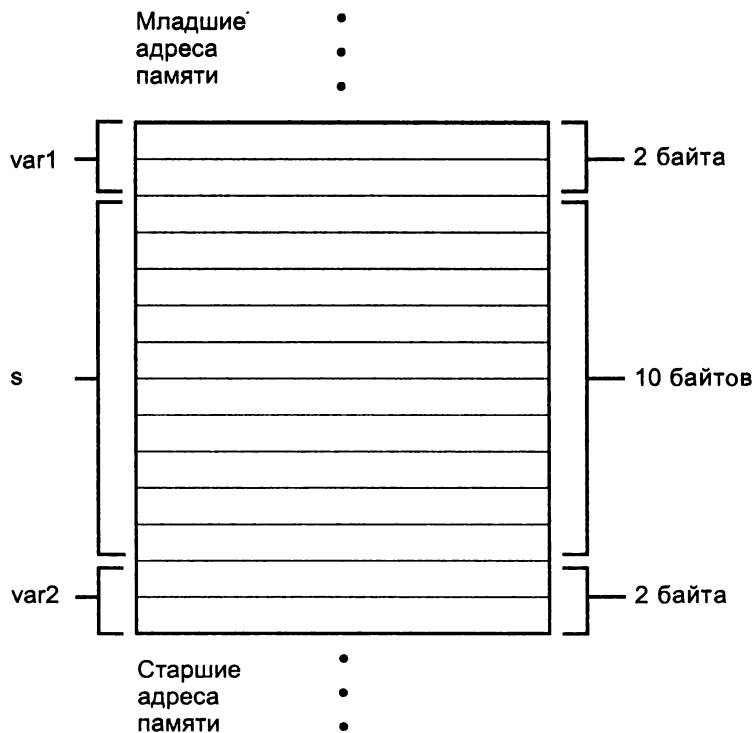 Младшие
адреса
памяти
var1
2 байта
s
10 байтов
var2
2 байта
Старшие
адреса
памяти